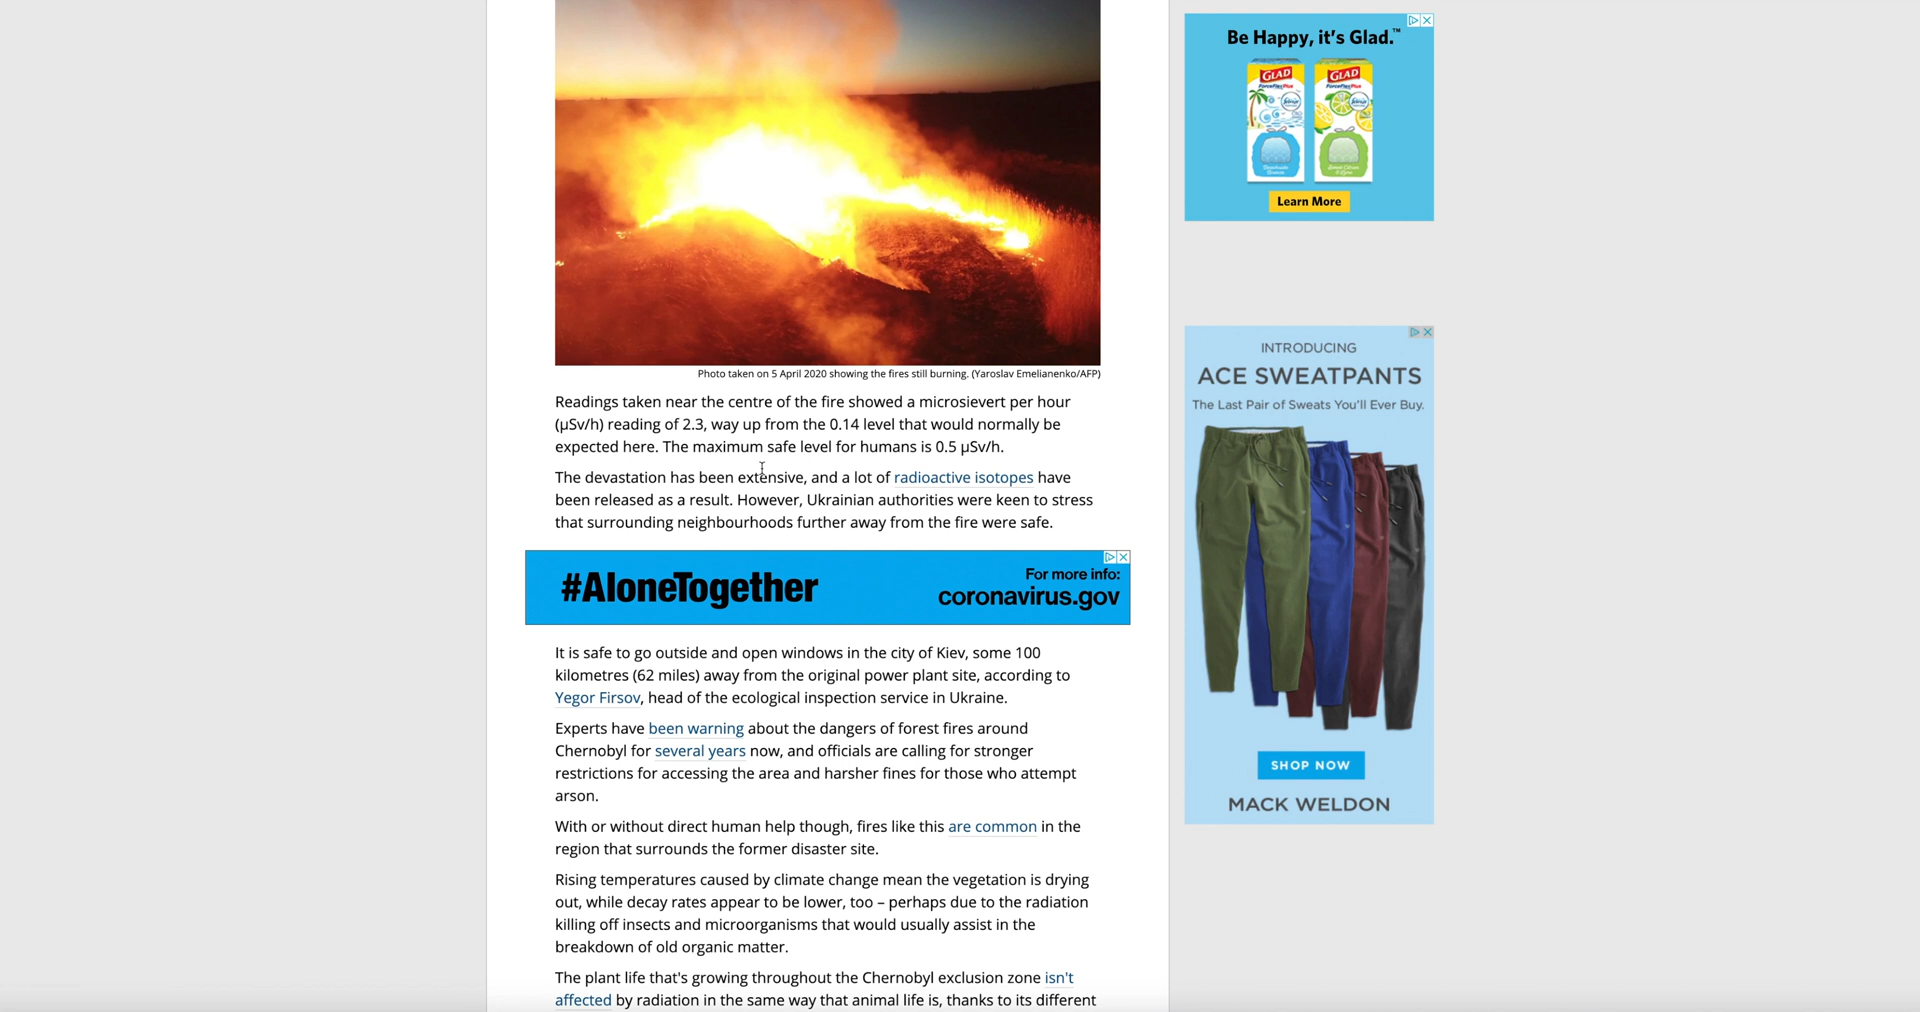 Photo taken on 5 April 2020 showing the fires still burning. (Yaroslav Emelianenko/AFP)
Readings taken near the centre of the fire showed a microsievert per hour
(μSv/h) reading of 2.3, way up from the 0.14 level that would normally be
expected here. The maximum safe level for humans is 0.5 μSv/h.
The devastation has been extensive, and a lot of radioactive isotopes have
been released as a result. However, Ukrainian authorities were keen to stress
that surrounding neighbourhoods further away from the fire were safe.
#AloneTogether
For more info:
coronavirus.gov
It is safe to go outside and open windows in the city of Kiev, some 100
kilometres (62 miles) away from the original power plant site, according to
Yegor Firsov, head of the ecological inspection service in Ukraine.
Experts have been warning about the dangers of forest fires around
Chernobyl for several years now, and officials are calling for stronger
restrictions for accessing the area and harsher fines for those who attempt
arson.
With or without direct human help though, fires like this are common in the
region that surrounds the former disaster site.
Rising temperatures caused by climate change mean the vegetation is drying
out, while decay rates appear to be lower, too – perhaps due to the radiation
killing off insects and microorganisms that would usually assist in the
breakdown of old organic matter.
The plant life that's growing throughout the Chernobyl exclusion zone isn't
affected by radiation in the same way that animal life is, thanks to its different
Be Happy, it's Glad.™
GLAD
ForceFlexPlus
GLAD
ForceFlexPlus
Learn More
INTRODUCING
ACE SWEATPANTS
The Last Pair of Sweats You'll Ever Buy.
SHOP NOW
MACK WELDON